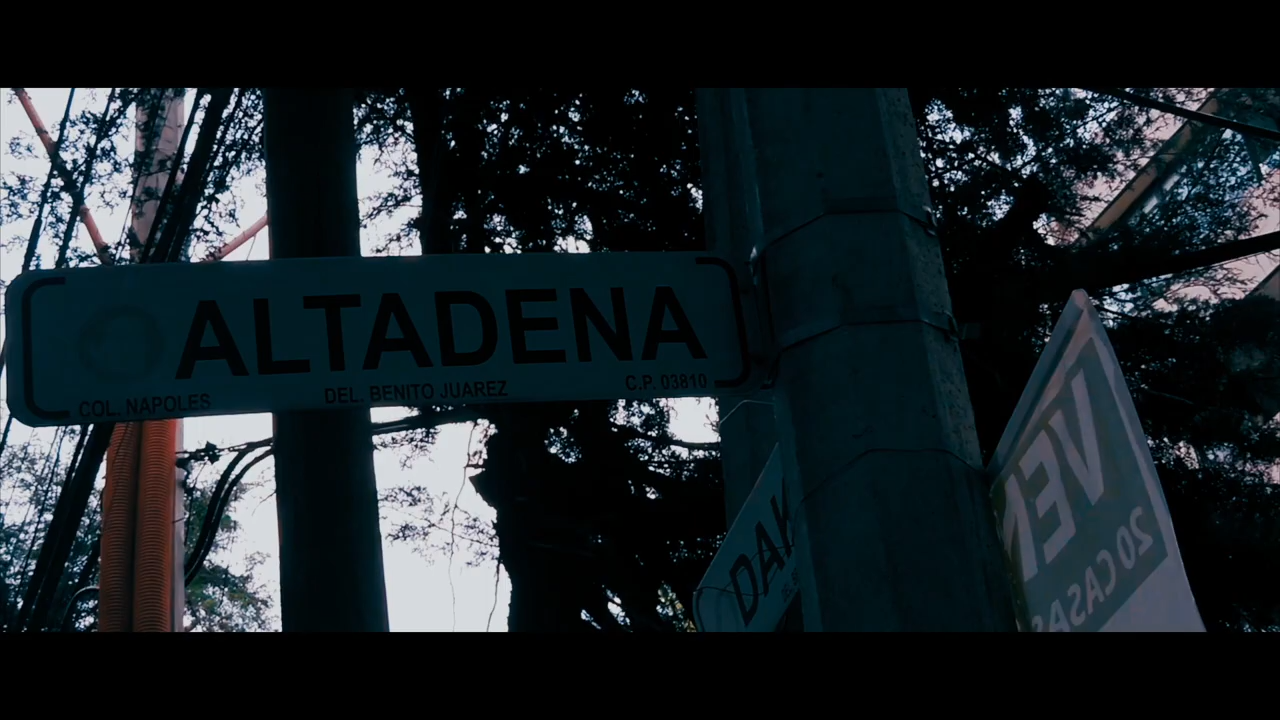 ALTADENA
COL. NAPOLES DEL. BENITO JUAREZ C.P. 03810
DAK
VEN
20 CASAS